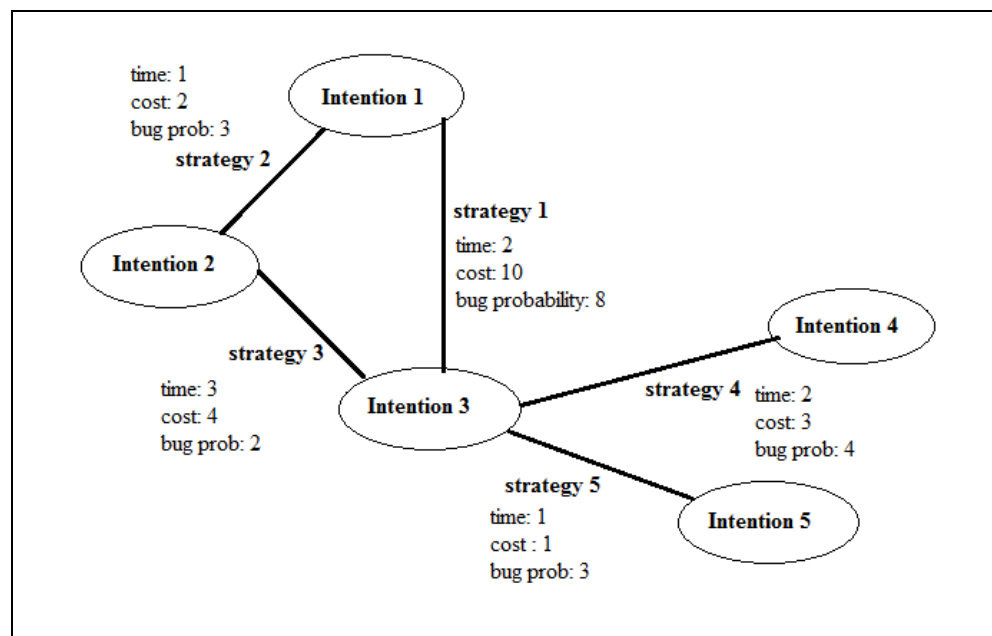 time: 1
cost: 2
bug prob: 3
Intention 1
strategy 2
strategy 1
time: 2
cost: 10
bug probability: 8
Intention 2
strategy 3
time: 3
cost: 4
bug prob: 2
Intention 3
Intention 4
strategy 4
time: 2
cost: 3
bug prob: 4
strategy 5
time: 1
cost : 1
bug prob: 3
Intention 5